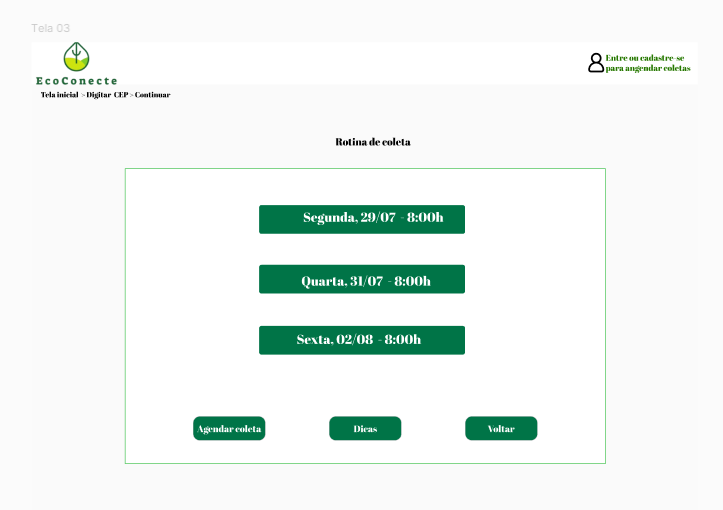 Tela 03
Entre ou cadastre-se
para angendar coletas
EcoConecte
Tela inicial > Digitar CEP > Continuar
Rotina de coleta
Segunda, 29/07 - 8:00h
Quarta, 31/07 - 8:00h
Sexta, 02/08 - 8:00h
Agendar coleta
Dicas
Voltar